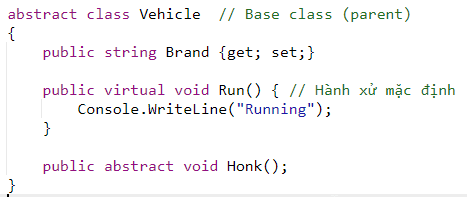 abstract class Vehicle  // Base class (parent)
{
    public string Brand {get; set;}
    public virtual void Run() { // Hành xử mặc định
        Console.WriteLine("Running");
    }
    public abstract void Honk();
}